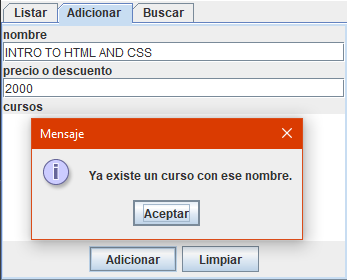 Listar Adicionar Buscar
nombre
INTRO TO HTML AND CSS
precio o descuento
2000
cursos
Mensaje
Ya existe un curso con ese nombre.
Aceptar
Adicionar Limpiar